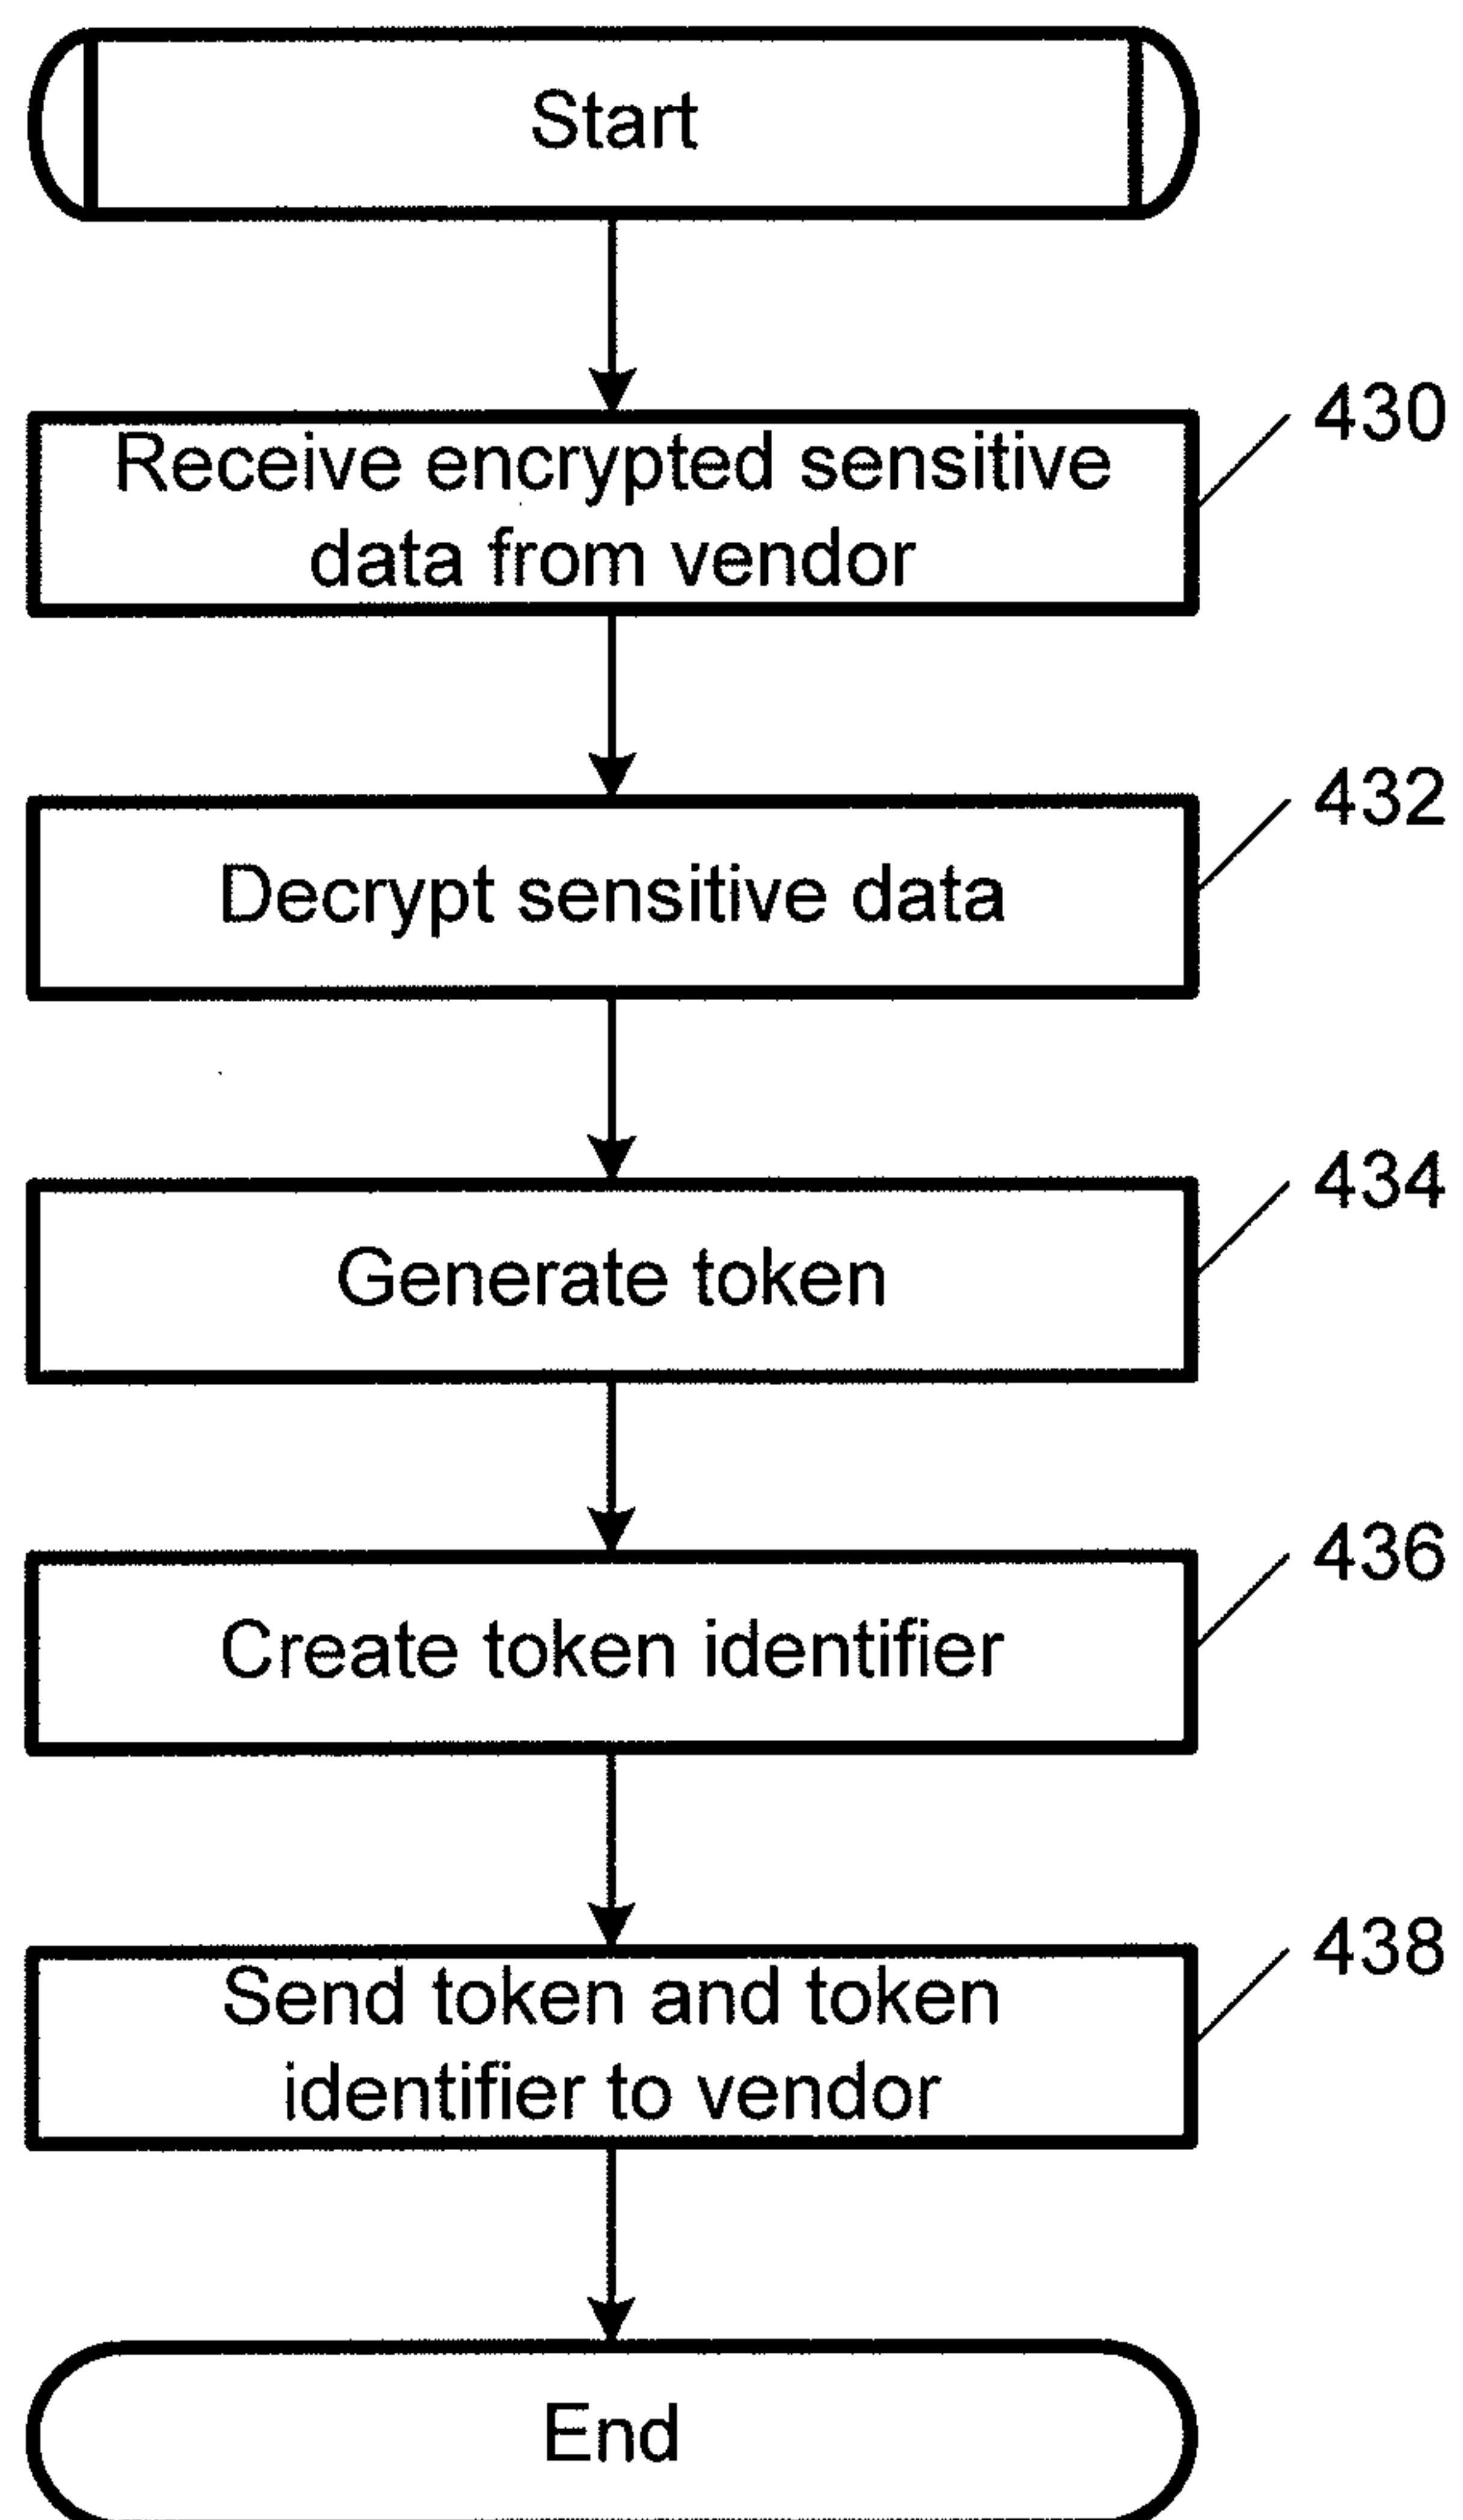 Start
430
Receive encrypted sensitive
data from vendor
432
Decrypt sensitive data
434
Generate token
436
Create token identifier
438
Send token and token
identifier to vendor
End